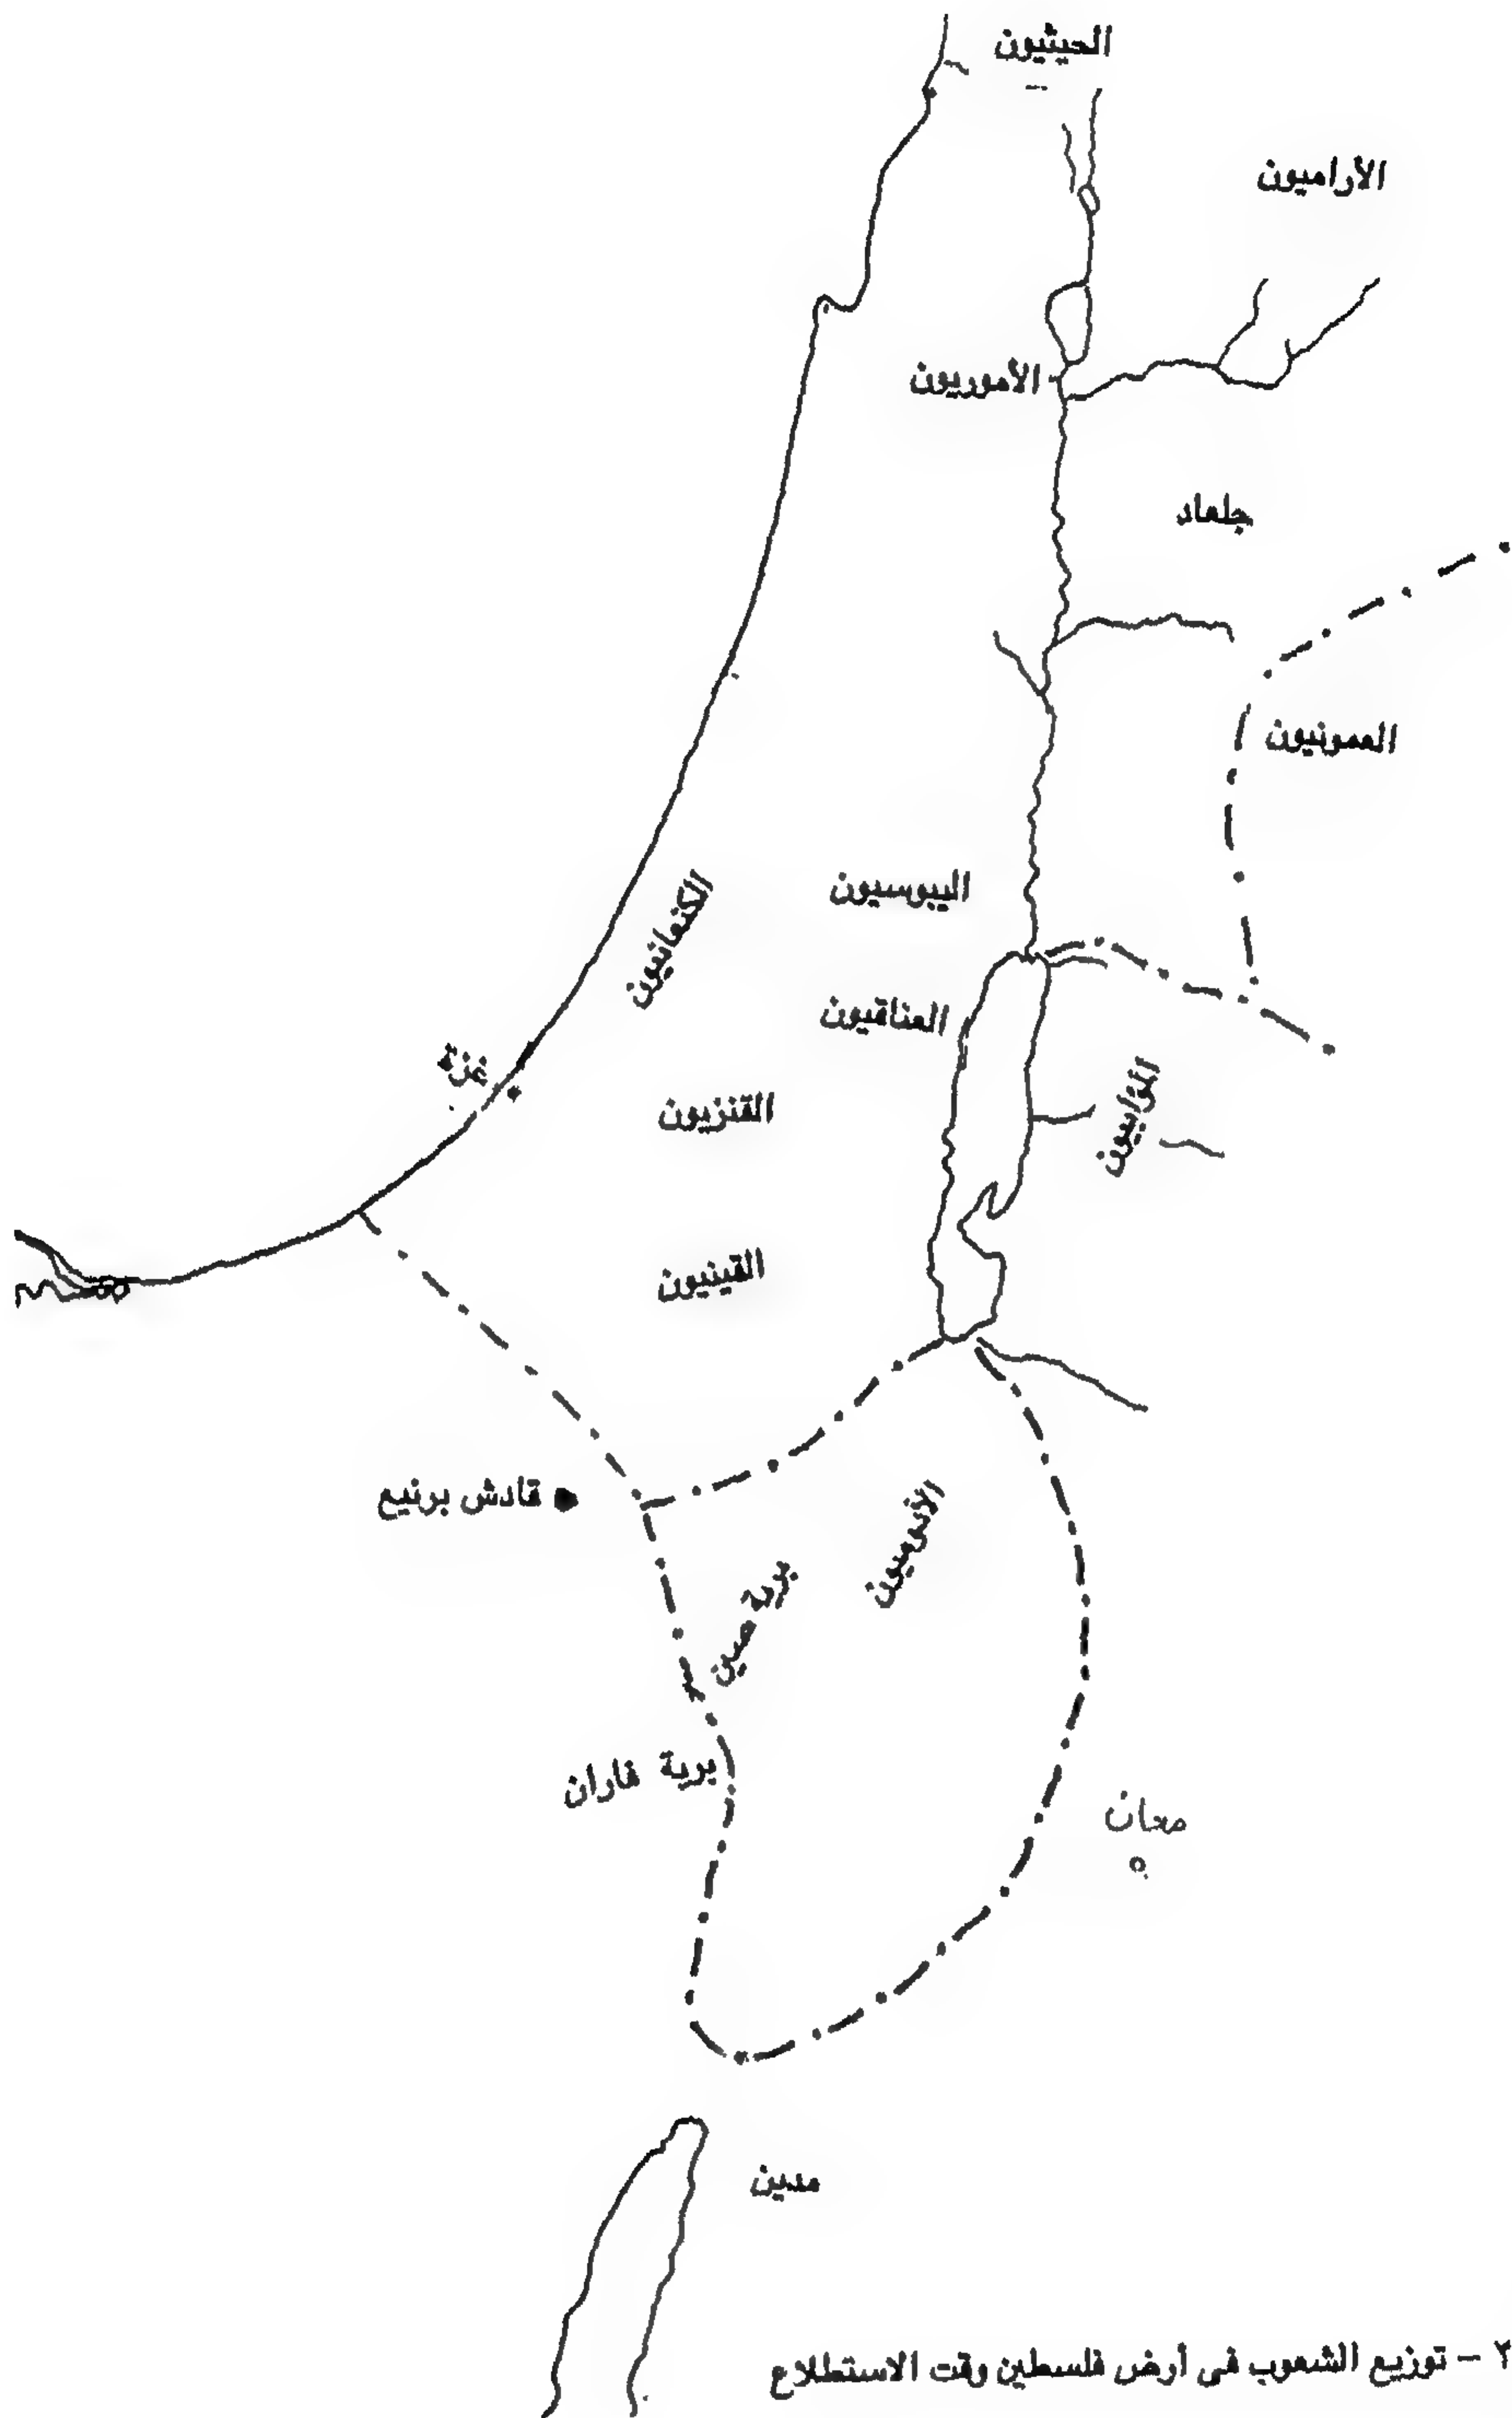 الحيثيون
الأراميون
الأموريون
جلعاد
العمونيون
اليبوسيون
الكنعانيون
العناقيون
غزة
القنزيون
المؤابيون
القينيون
قادش برنيع
الأدوميون
برية صين
برية فاران
معان
مدين
توزيع الشعوب فى أرض فلسطين وقت الاستطلاع